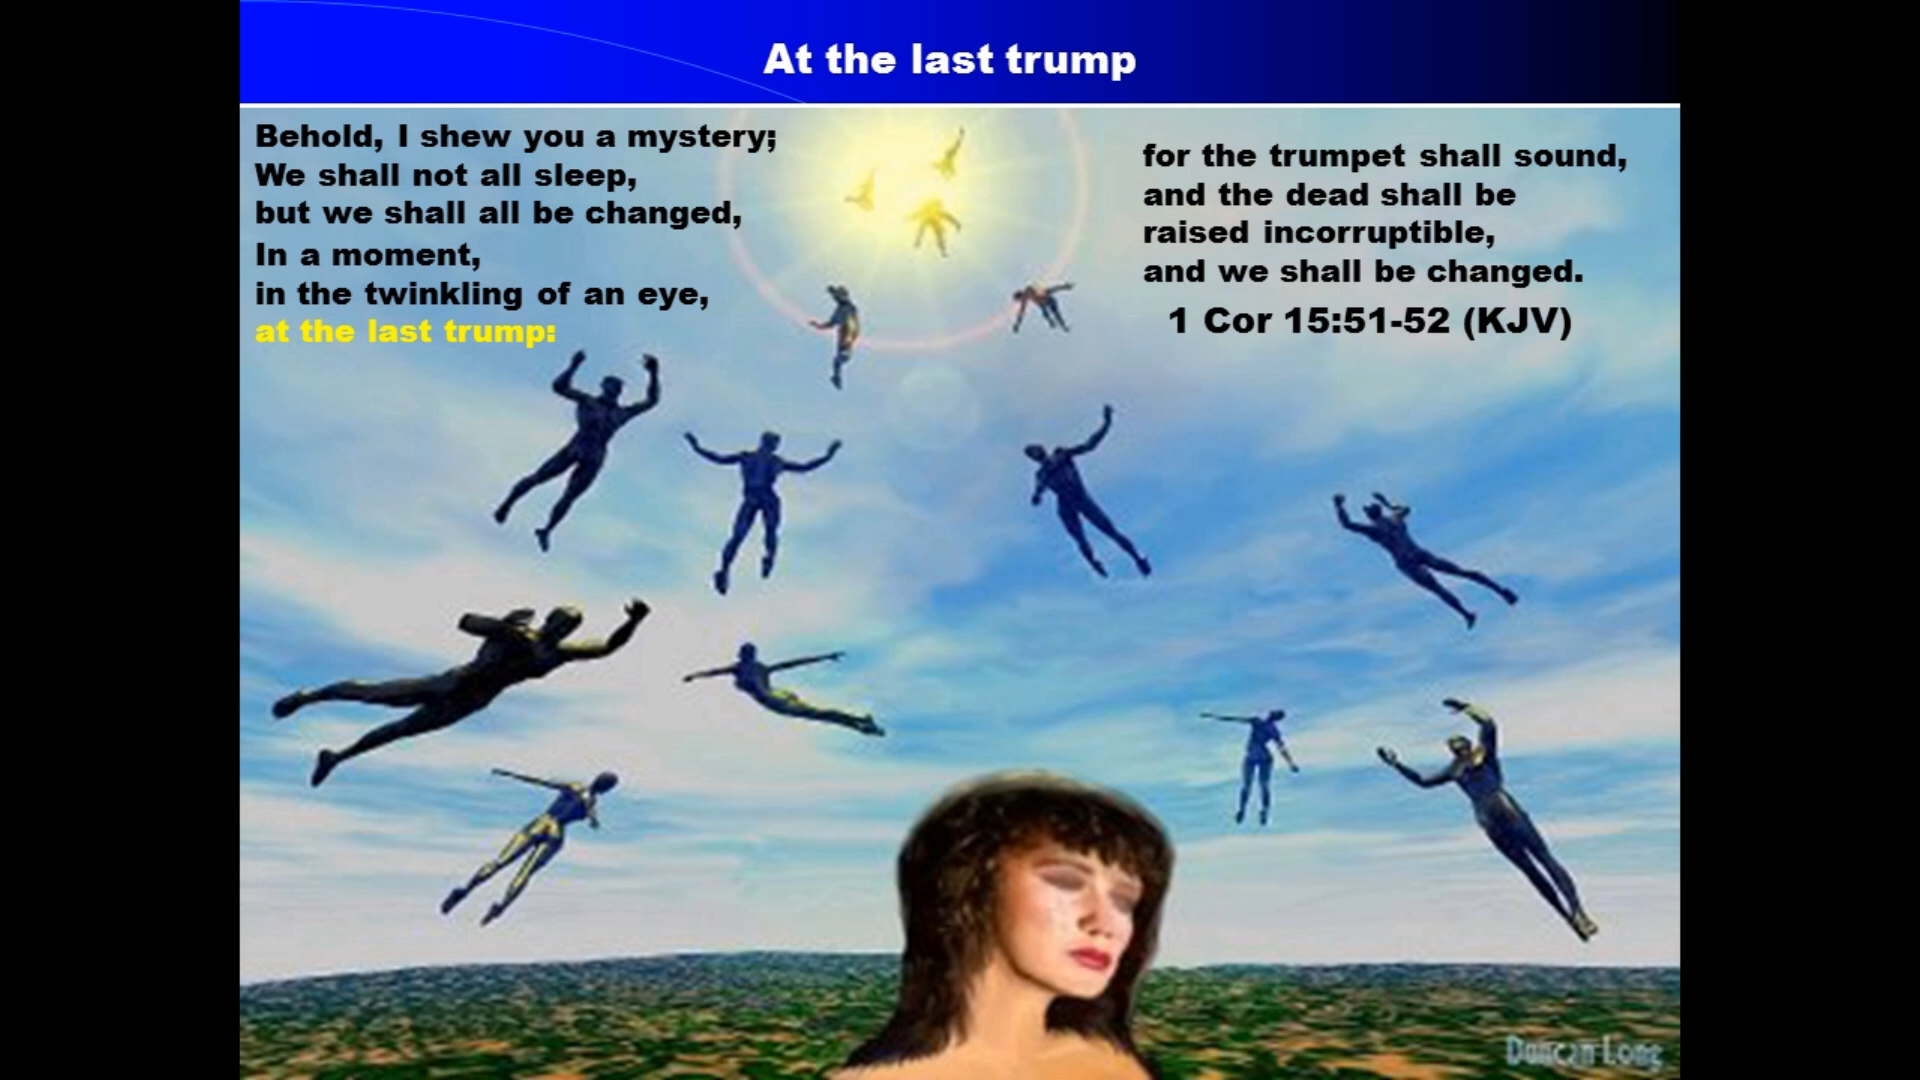 At the last trump
Behold, I shew you a mystery;
We shall not all sleep,
but we shall all be changed,
In a moment,
in the twinkling of an eye,
at the last trump:
for the trumpet shall sound,
and the dead shall be
raised incorruptible,
and we shall be changed.
1 Cor 15:51-52 (KJV)
Duncan Long